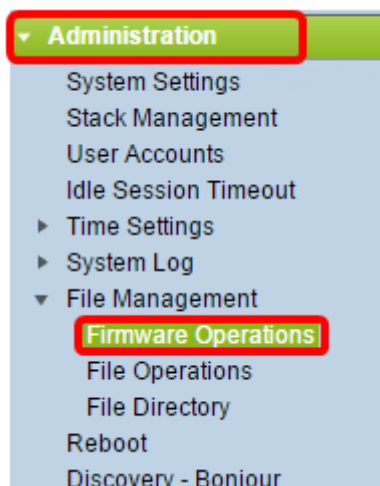 Administration
System Settings
Stack Management
User Accounts
Idle Session Timeout
Time Settings
System Log
File Management
Firmware Operations
File Operations
File Directory
Reboot
Discovery - Bonjour